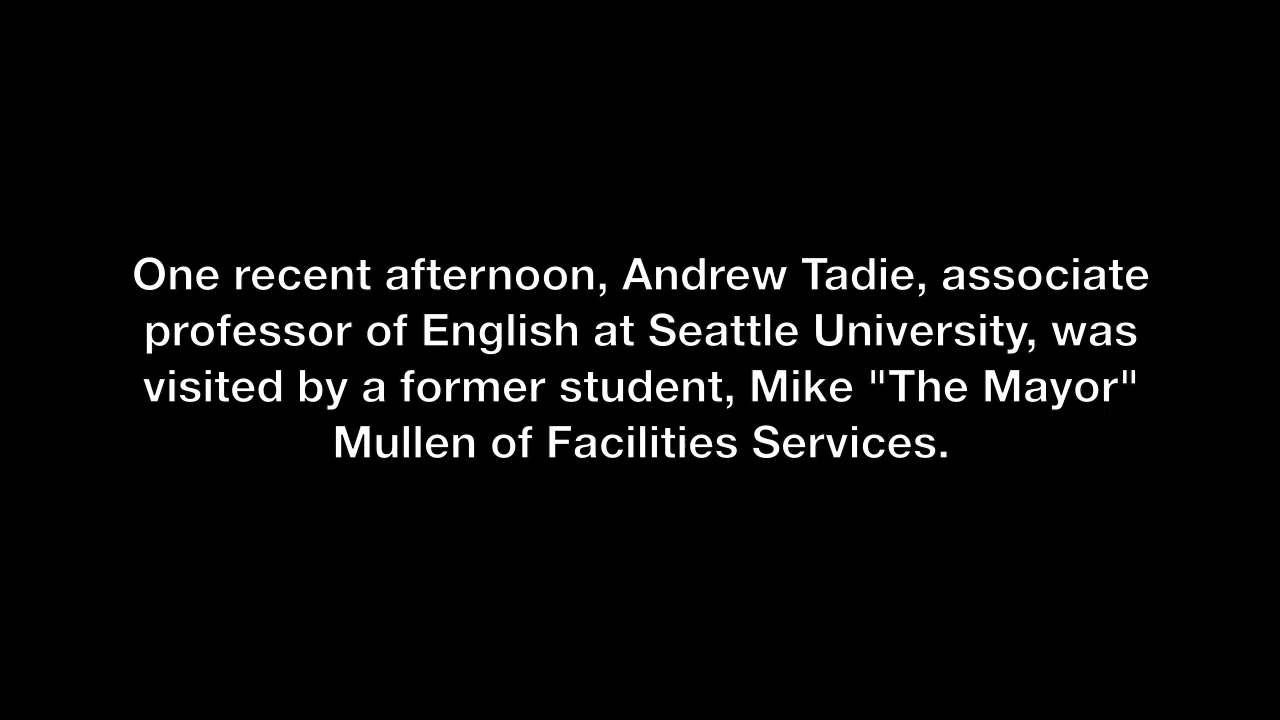 One recent afternoon, Andrew Tadie, associate
professor of English at Seattle University, was
visited by a former student, Mike "The Mayor"
Mullen of Facilities Services.